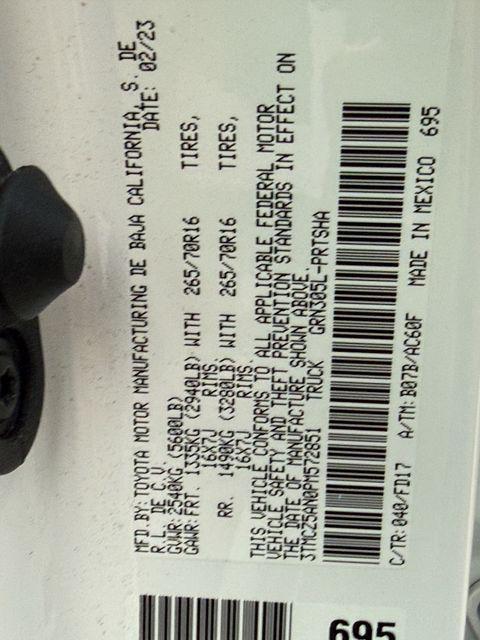 MFD.BY:TOYOTA MOTOR MANUFACTURING DE BAJA CALIFORNIA, S. DE
R.L. DE C.V. DATE: 02/23
GVWR:2540KG(5600LB)
GAWR:FRT. 1335KG (2940LB) WITH 265/70R16 TIRES,
16X7J RIMS.
RR. 1490KG (3280LB) WITH 265/70R16 TIRES,
16X7J RIMS.
THIS VEHICLE CONFORMS TO ALL APPLICABLE FEDERAL MOTOR
VEHICLE SAFETY AND THEFT PREVENTION STANDARDS IN EFFECT ON
THE DATE OF MANUFACTURE SHOWN ABOVE.
3TMCZ5AN0PM572851 TRUCK GRN305L-PRTSHA
C/TR:040/FD17 A/TM:B07B/AC60F MADE IN MEXICO 695
695